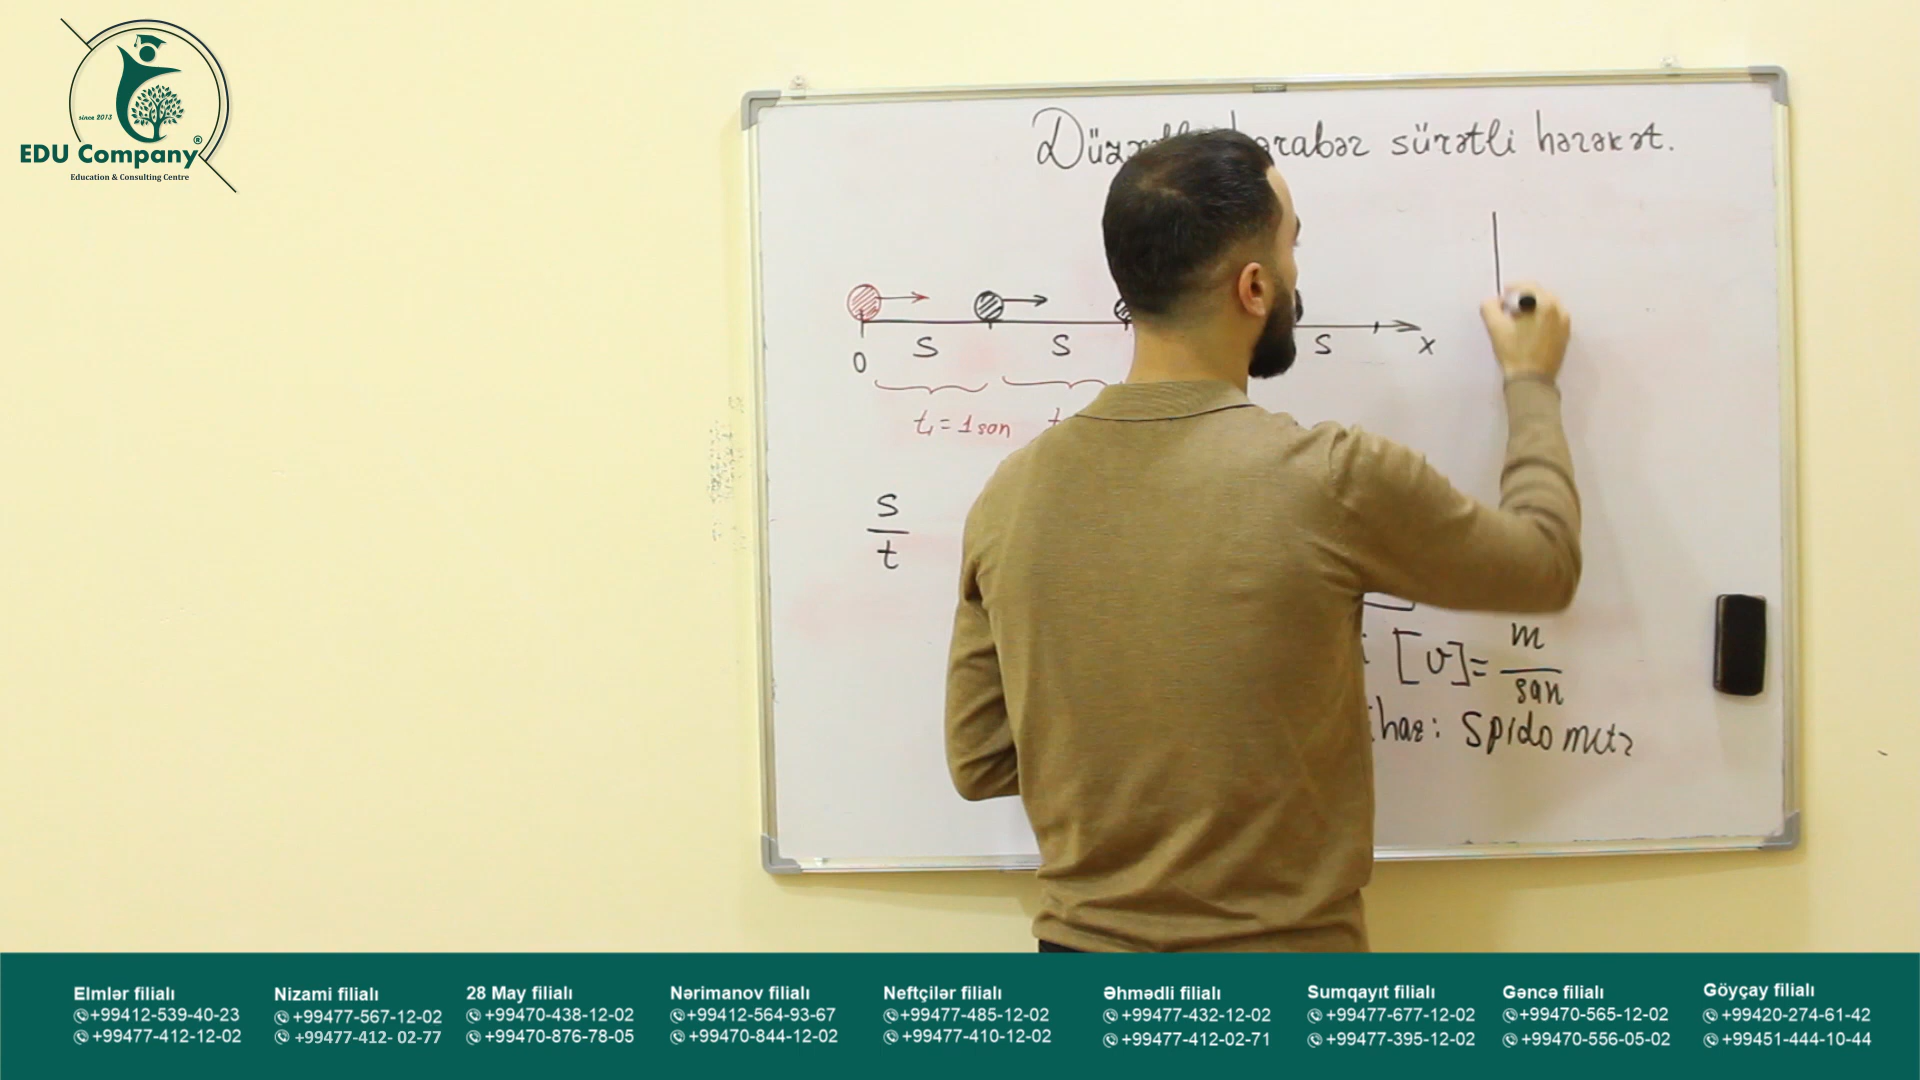 since 2013
EDU Company®
Education & Consulting Centre
sürətli hərəkət.
0 S S S x
t₁ = 1 san
S
t
[v] = m
san
Spidometr
Elmlər filialı
+99412-539-40-23
+99477-412-12-02
Nizami filialı
+99477-567-12-02
+99477-412- 02-77
28 May filialı
+99470-438-12-02
+99470-876-78-05
Nərimanov filialı
+99412-564-93-67
+99470-844-12-02
Neftçilər filialı
+99477-485-12-02
+99477-410-12-02
Əhmədli filialı
+99477-432-12-02
+99477-412-02-71
Sumqayıt filialı
+99477-677-12-02
+99477-395-12-02
Gəncə filialı
+99470-565-12-02
+99470-556-05-02
Göyçay filialı
+99420-274-61-42
+99451-444-10-44